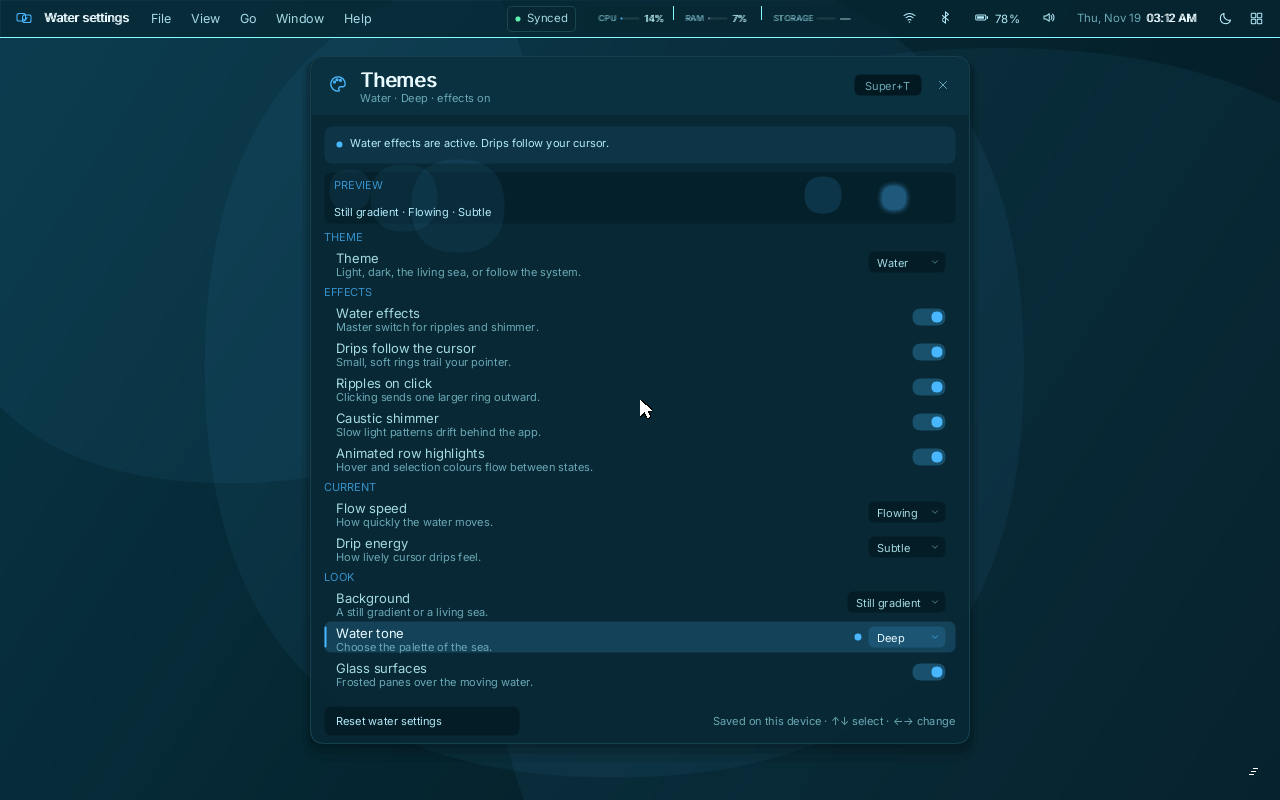 Water settings File View Go Window Help Synced CPU 14% RAM 7% STORAGE — 78% Thu, Nov 19 03:12 AM
Themes
Water · Deep · effects on
Super+T
Water effects are active. Drips follow your cursor.
PREVIEW
Still gradient · Flowing · Subtle
THEME
Theme
Light, dark, the living sea, or follow the system.
Water
EFFECTS
Water effects
Master switch for ripples and shimmer.
Drips follow the cursor
Small, soft rings trail your pointer.
Ripples on click
Clicking sends one larger ring outward.
Caustic shimmer
Slow light patterns drift behind the app.
Animated row highlights
Hover and selection colours flow between states.
CURRENT
Flow speed
How quickly the water moves.
Flowing
Drip energy
How lively cursor drips feel.
Subtle
LOOK
Background
A still gradient or a living sea.
Still gradient
Water tone
Choose the palette of the sea.
Deep
Glass surfaces
Frosted panes over the moving water.
Reset water settings
Saved on this device · ↑↓ select · ←→ change